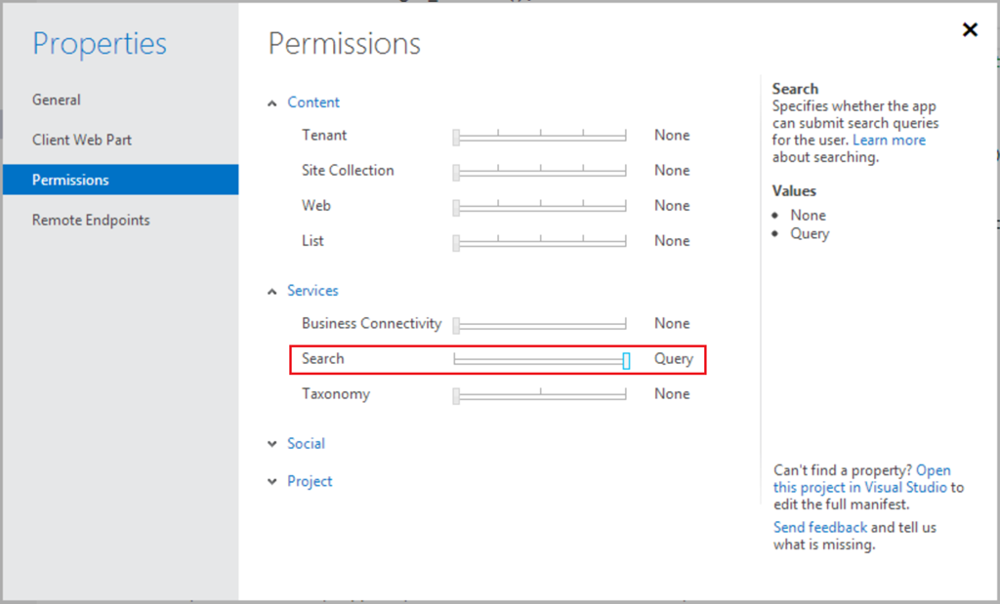 Properties
General
Client Web Part
Permissions
Remote Endpoints
Permissions
Content
Tenant None
Site Collection None
Web None
List None
Services
Business Connectivity None
Search Query
Taxonomy None
Social
Project
Search
Specifies whether the app
can submit search queries
for the user. Learn more
about searching.
Values
• None
• Query
Can't find a property? Open
this project in Visual Studio to
edit the full manifest.
Send feedback and tell us
what is missing.